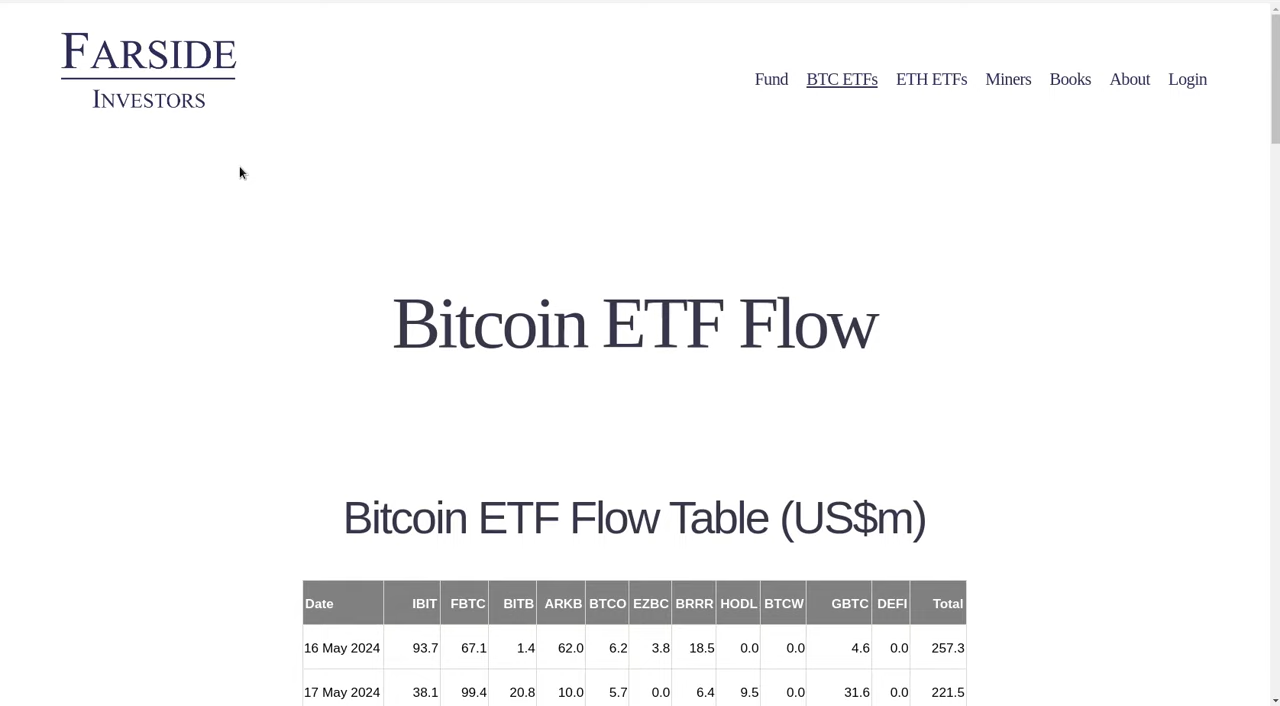 FARSIDE
INVESTORS
Fund BTC ETFs ETH ETFs Miners Books About Login
Bitcoin ETF Flow
Bitcoin ETF Flow Table (US$m)
Date IBIT FBTC BITB ARKB BTCO EZBC BRRR HODL BTCW GBTC DEFI Total
16 May 2024 93.7 67.1 1.4 62.0 6.2 3.8 18.5 0.0 0.0 4.6 0.0 257.3
17 May 2024 38.1 99.4 20.8 10.0 5.7 0.0 6.4 9.5 0.0 31.6 0.0 221.5